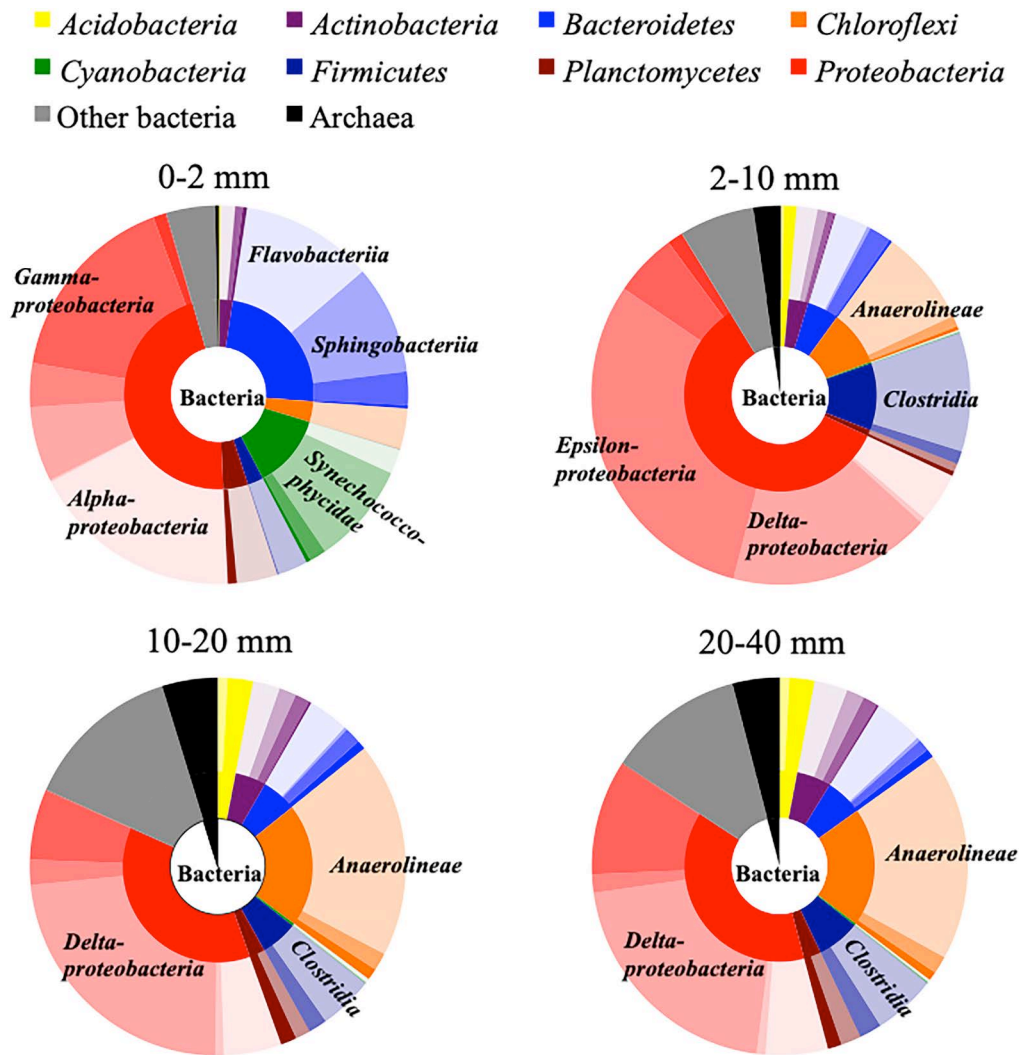 Acidobacteria Actinobacteria Bacteroidetes Chloroflexi
Cyanobacteria Firmicutes Planctomycetes Proteobacteria
Other bacteria Archaea
0-2 mm
Flavobacteriia
Gamma-
proteobacteria
Sphingobacteriia
Bacteria
Synechococco-
phycidae
Alpha-
proteobacteria
2-10 mm
Anaerolineae
Bacteria
Clostridia
Epsilon-
proteobacteria
Delta-
proteobacteria
10-20 mm
Bacteria
Anaerolineae
Delta-
proteobacteria
Clostridia
20-40 mm
Bacteria
Anaerolineae
Delta-
proteobacteria
Clostridia